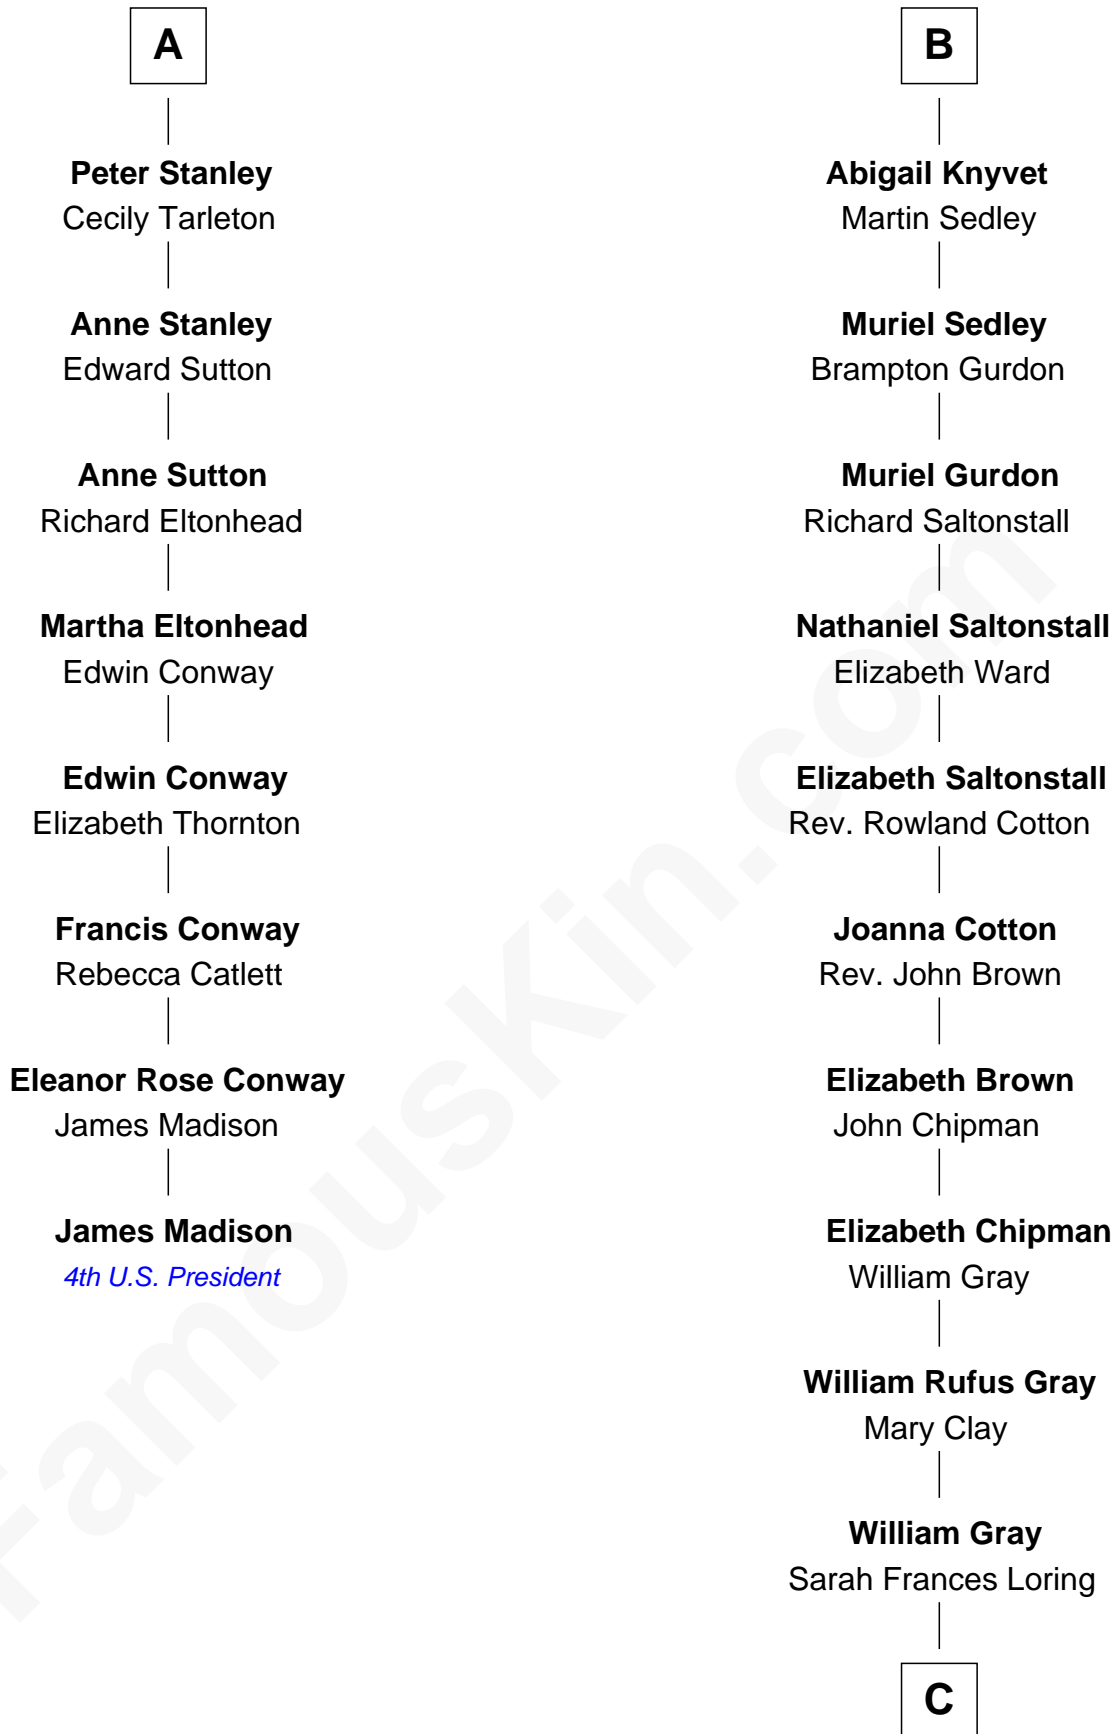 A
Peter Stanley
Cecily Tarleton
Anne Stanley
Edward Sutton
Anne Sutton
Richard Eltonhead
Martha Eltonhead
Edwin Conway
Edwin Conway
Elizabeth Thornton
Francis Conway
Rebecca Catlett
Eleanor Rose Conway
James Madison
James Madison
4th U.S. President
B
Abigail Knyvet
Martin Sedley
Muriel Sedley
Brampton Gurdon
Muriel Gurdon
Richard Saltonstall
Nathaniel Saltonstall
Elizabeth Ward
Elizabeth Saltonstall
Rev. Rowland Cotton
Joanna Cotton
Rev. John Brown
Elizabeth Brown
John Chipman
Elizabeth Chipman
William Gray
William Rufus Gray
Mary Clay
William Gray
Sarah Frances Loring
C
FamousKin.com